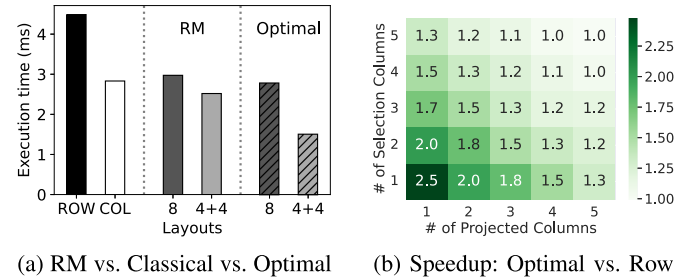 Execution time (ms)
4
3
2
1
0
RM
Optimal
ROW COL
8
4+4
8
4+4
Layouts
(a) RM vs. Classical vs. Optimal
# of Selection Columns
5 1.3 1.2 1.1 1.0 1.0
4 1.5 1.3 1.2 1.1 1.0
3 1.7 1.5 1.3 1.2 1.2
2 2.0 1.8 1.5 1.3 1.2
1 2.5 2.0 1.8 1.5 1.3
1 2 3 4 5
# of Projected Columns
2.25
2.00
1.75
1.50
1.25
1.00
(b) Speedup: Optimal vs. Row